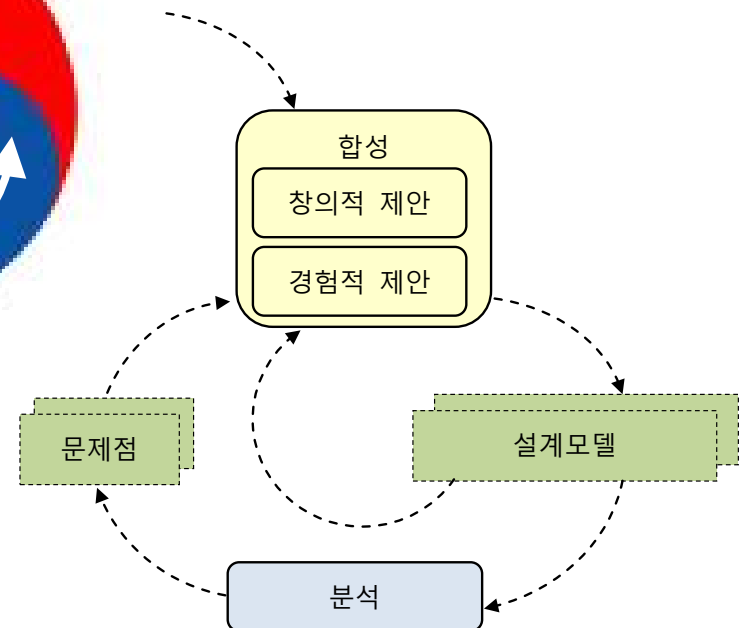 합성
창의적 제안
경험적 제안
문제점
설계모델
분석